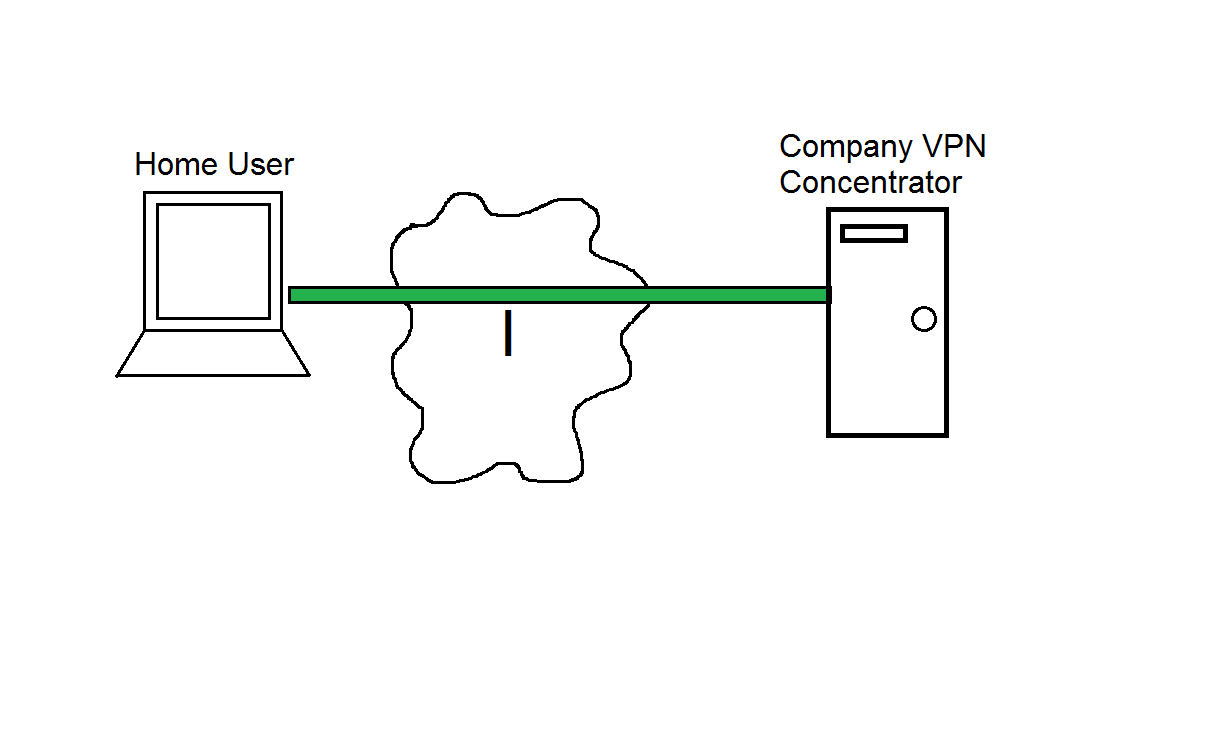 Home User
Company VPN
Concentrator
I